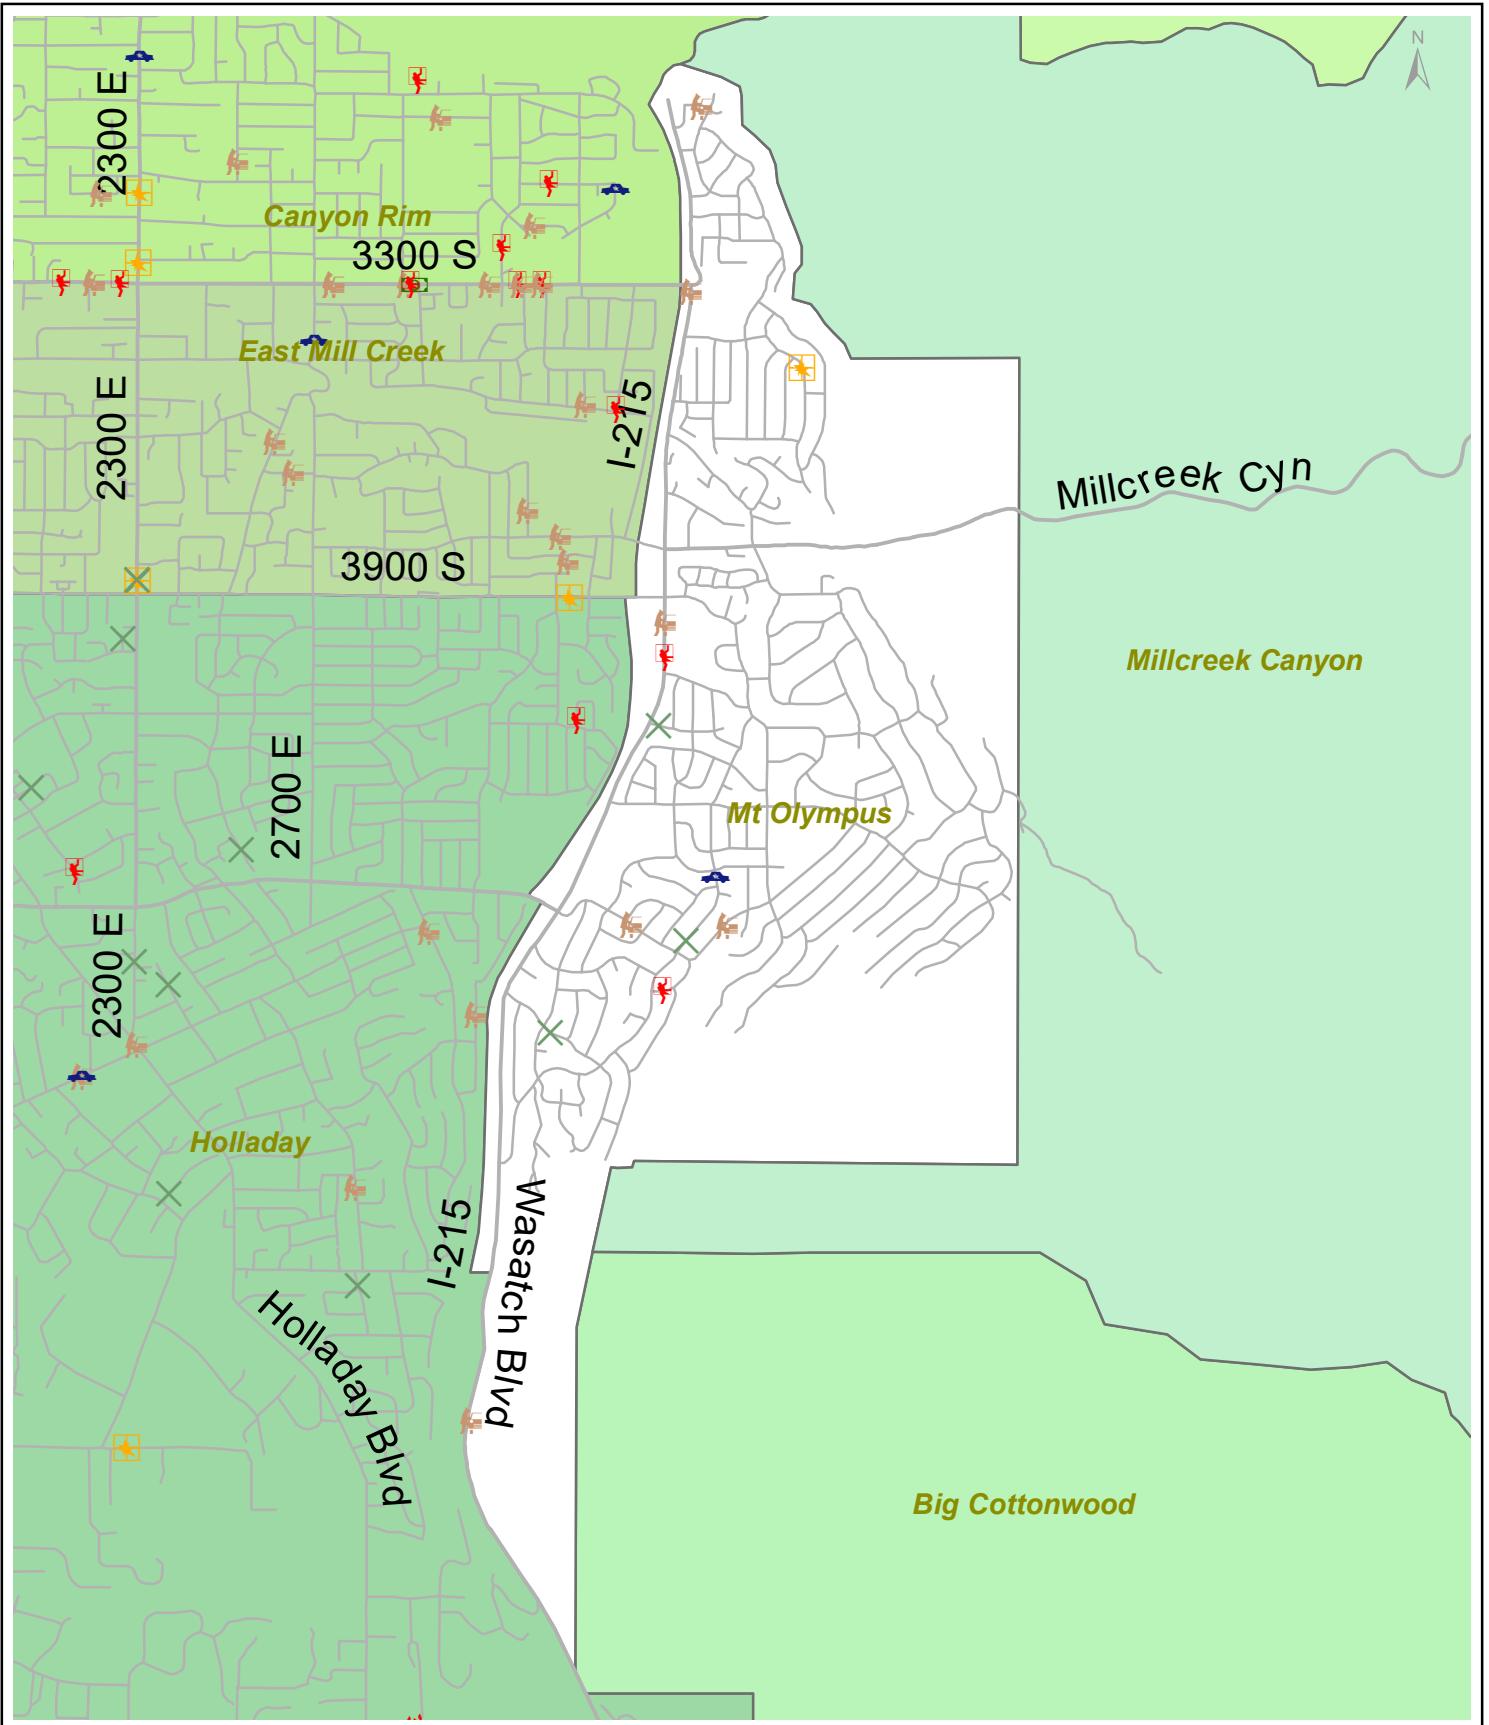 N
2300 E
Canyon Rim
3300 S
East Mill Creek
2300 E
I-215
Millcreek Cyn
3900 S
Millcreek Canyon
2700 E
Mt Olympus
2300 E
Holladay
I-215
Wasatch Blvd
Holladay Blvd
Big Cottonwood